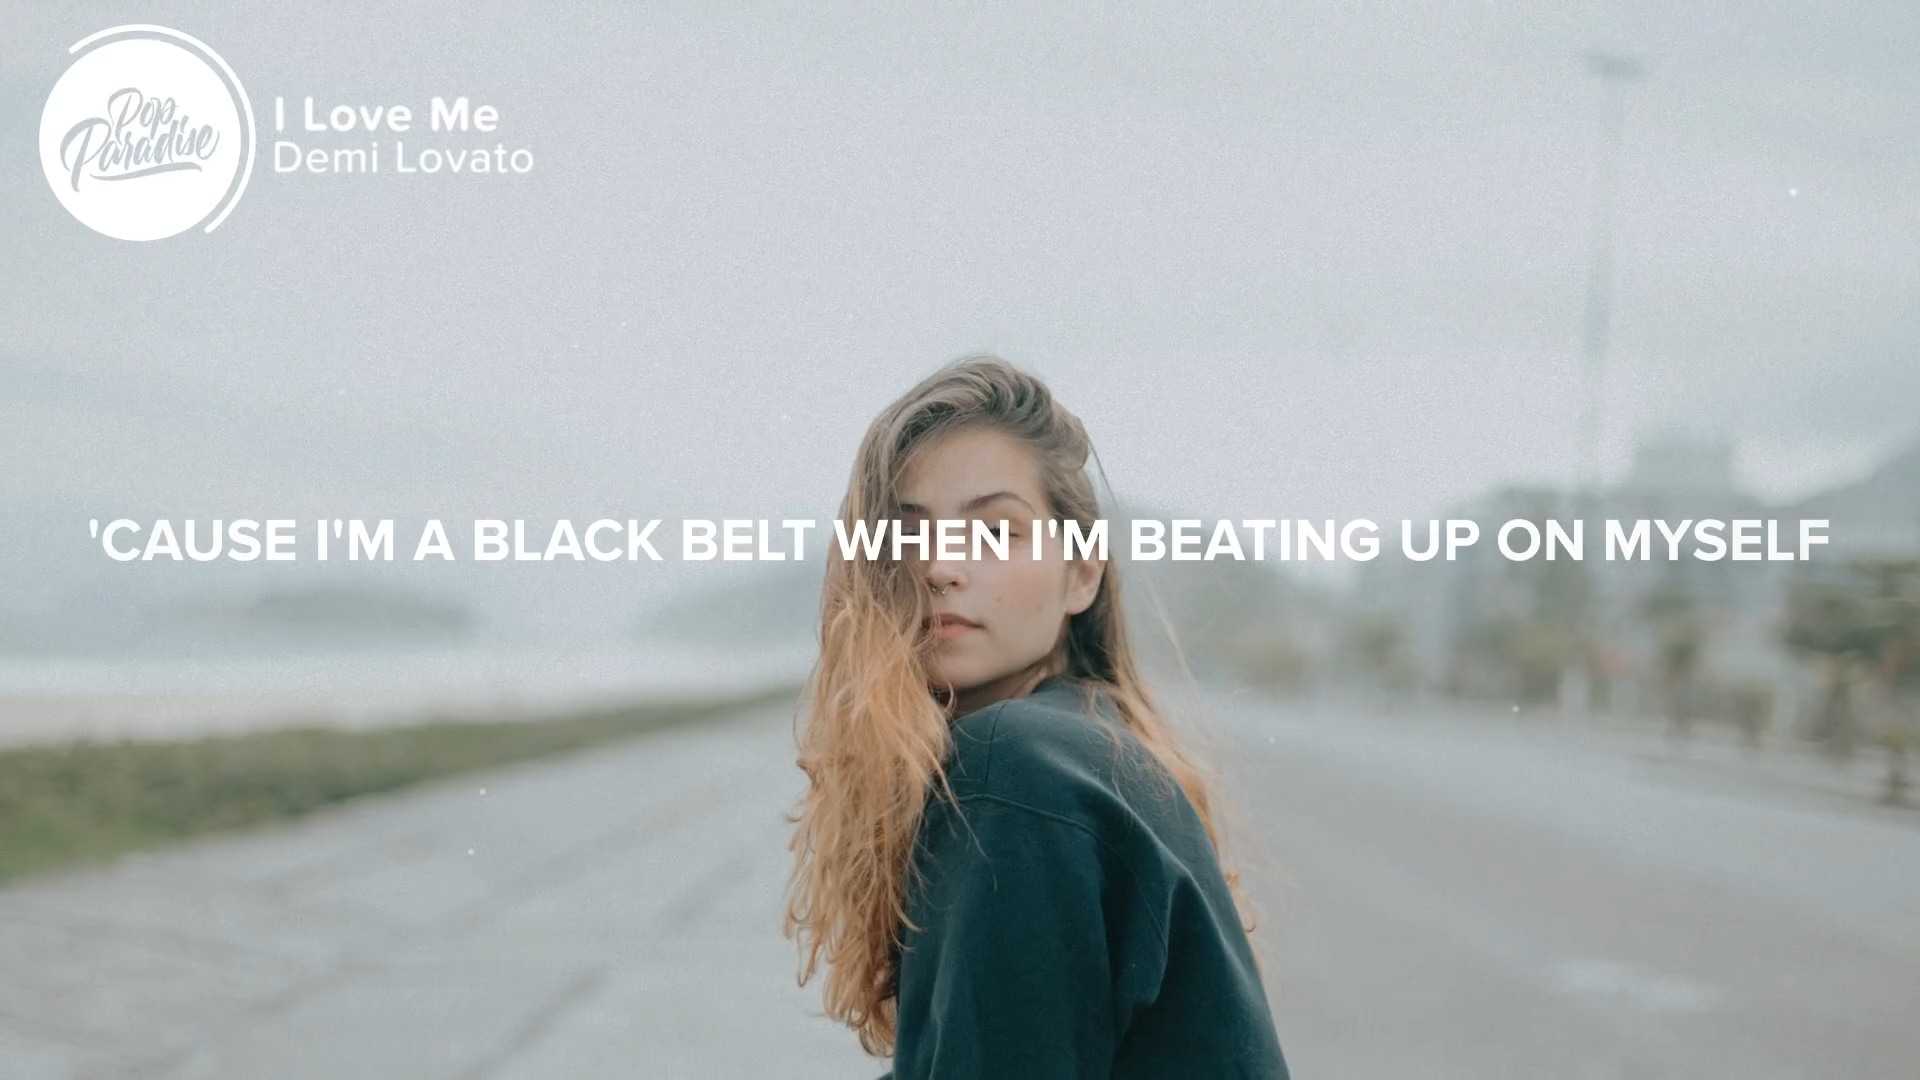 Pop
Paradise
I Love Me
Demi Lovato
'CAUSE I'M A BLACK BELT WHEN I'M BEATING UP ON MYSELF